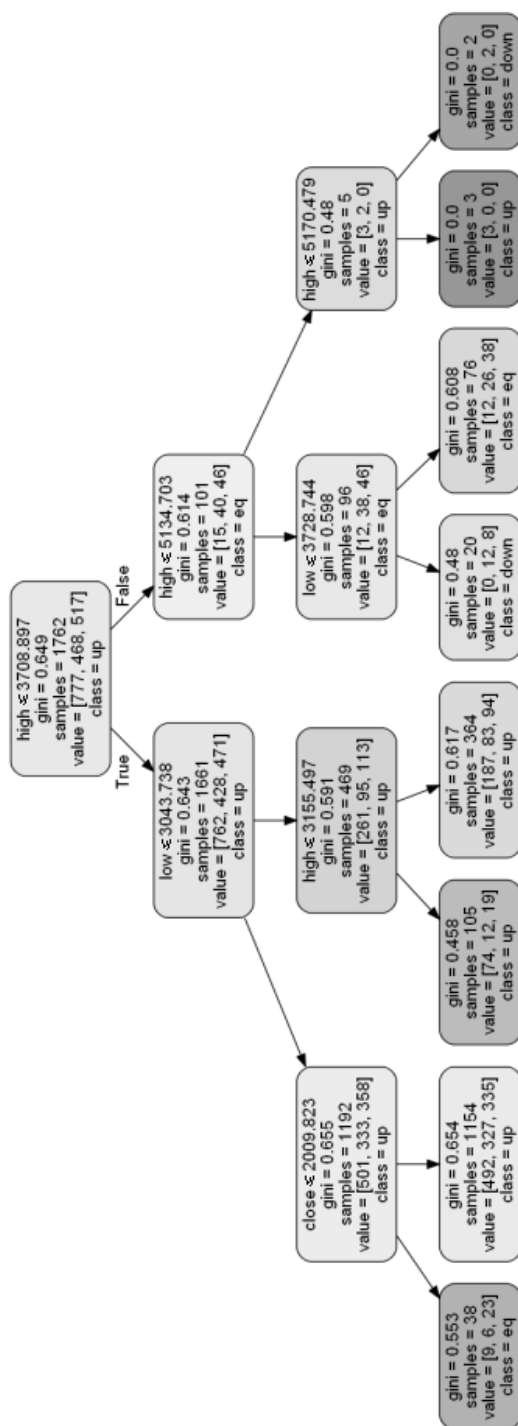 high ≤ 3708.897
gini = 0.649
samples = 1762
value = [777, 468, 517]
class = up
True
False
low ≤ 3043.738
gini = 0.643
samples = 1661
value = [762, 428, 471]
class = up
high ≤ 5134.703
gini = 0.614
samples = 101
value = [15, 40, 46]
class = eq
close ≤ 2009.823
gini = 0.655
samples = 1192
value = [501, 333, 358]
class = up
high ≤ 3155.497
gini = 0.591
samples = 469
value = [261, 95, 113]
class = up
low ≤ 3728.744
gini = 0.598
samples = 96
value = [12, 38, 46]
class = eq
high ≤ 5170.479
gini = 0.48
samples = 5
value = [3, 2, 0]
class = up
gini = 0.553
samples = 38
value = [9, 6, 23]
class = eq
gini = 0.654
samples = 1154
value = [492, 327, 335]
class = up
gini = 0.458
samples = 105
value = [74, 12, 19]
class = up
gini = 0.617
samples = 364
value = [187, 83, 94]
class = up
gini = 0.48
samples = 20
value = [0, 12, 8]
class = down
gini = 0.608
samples = 76
value = [12, 26, 38]
class = eq
gini = 0.0
samples = 3
value = [3, 0, 0]
class = up
gini = 0.0
samples = 2
value = [0, 2, 0]
class = down